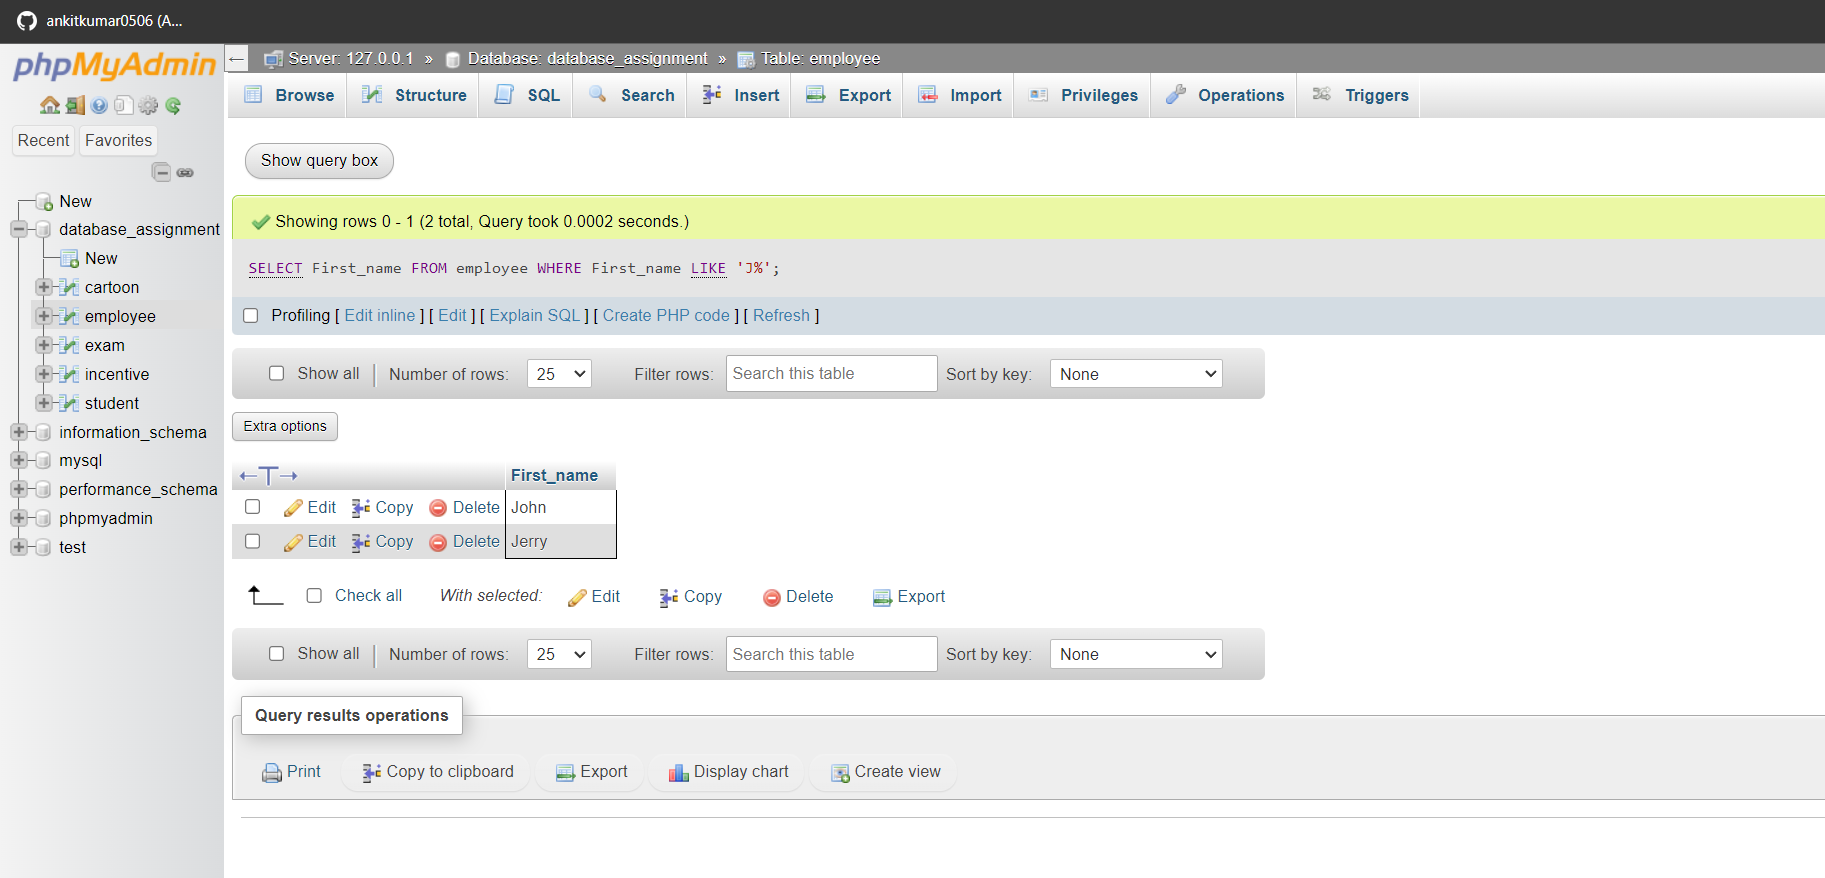 ankitkumar0506 (A...
phpMyAdmin
Recent Favorites
New
database_assignment
New
cartoon
employee
exam
incentive
student
information_schema
mysql
performance_schema
phpmyadmin
test
Server: 127.0.0.1 » Database: database_assignment » Table: employee
Browse Structure SQL Search Insert Export Import Privileges Operations Triggers
Show query box
Showing rows 0 - 1 (2 total, Query took 0.0002 seconds.)
SELECT First_name FROM employee WHERE First_name LIKE 'J%';
Profiling [ Edit inline ] [ Edit ] [ Explain SQL ] [ Create PHP code ] [ Refresh ]
Show all Number of rows: 25 Filter rows: Search this table Sort by key: None
Extra options
←T→ First_name
Edit Copy Delete John
Edit Copy Delete Jerry
Check all With selected: Edit Copy Delete Export
Show all Number of rows: 25 Filter rows: Search this table Sort by key: None
Query results operations
Print Copy to clipboard Export Display chart Create view